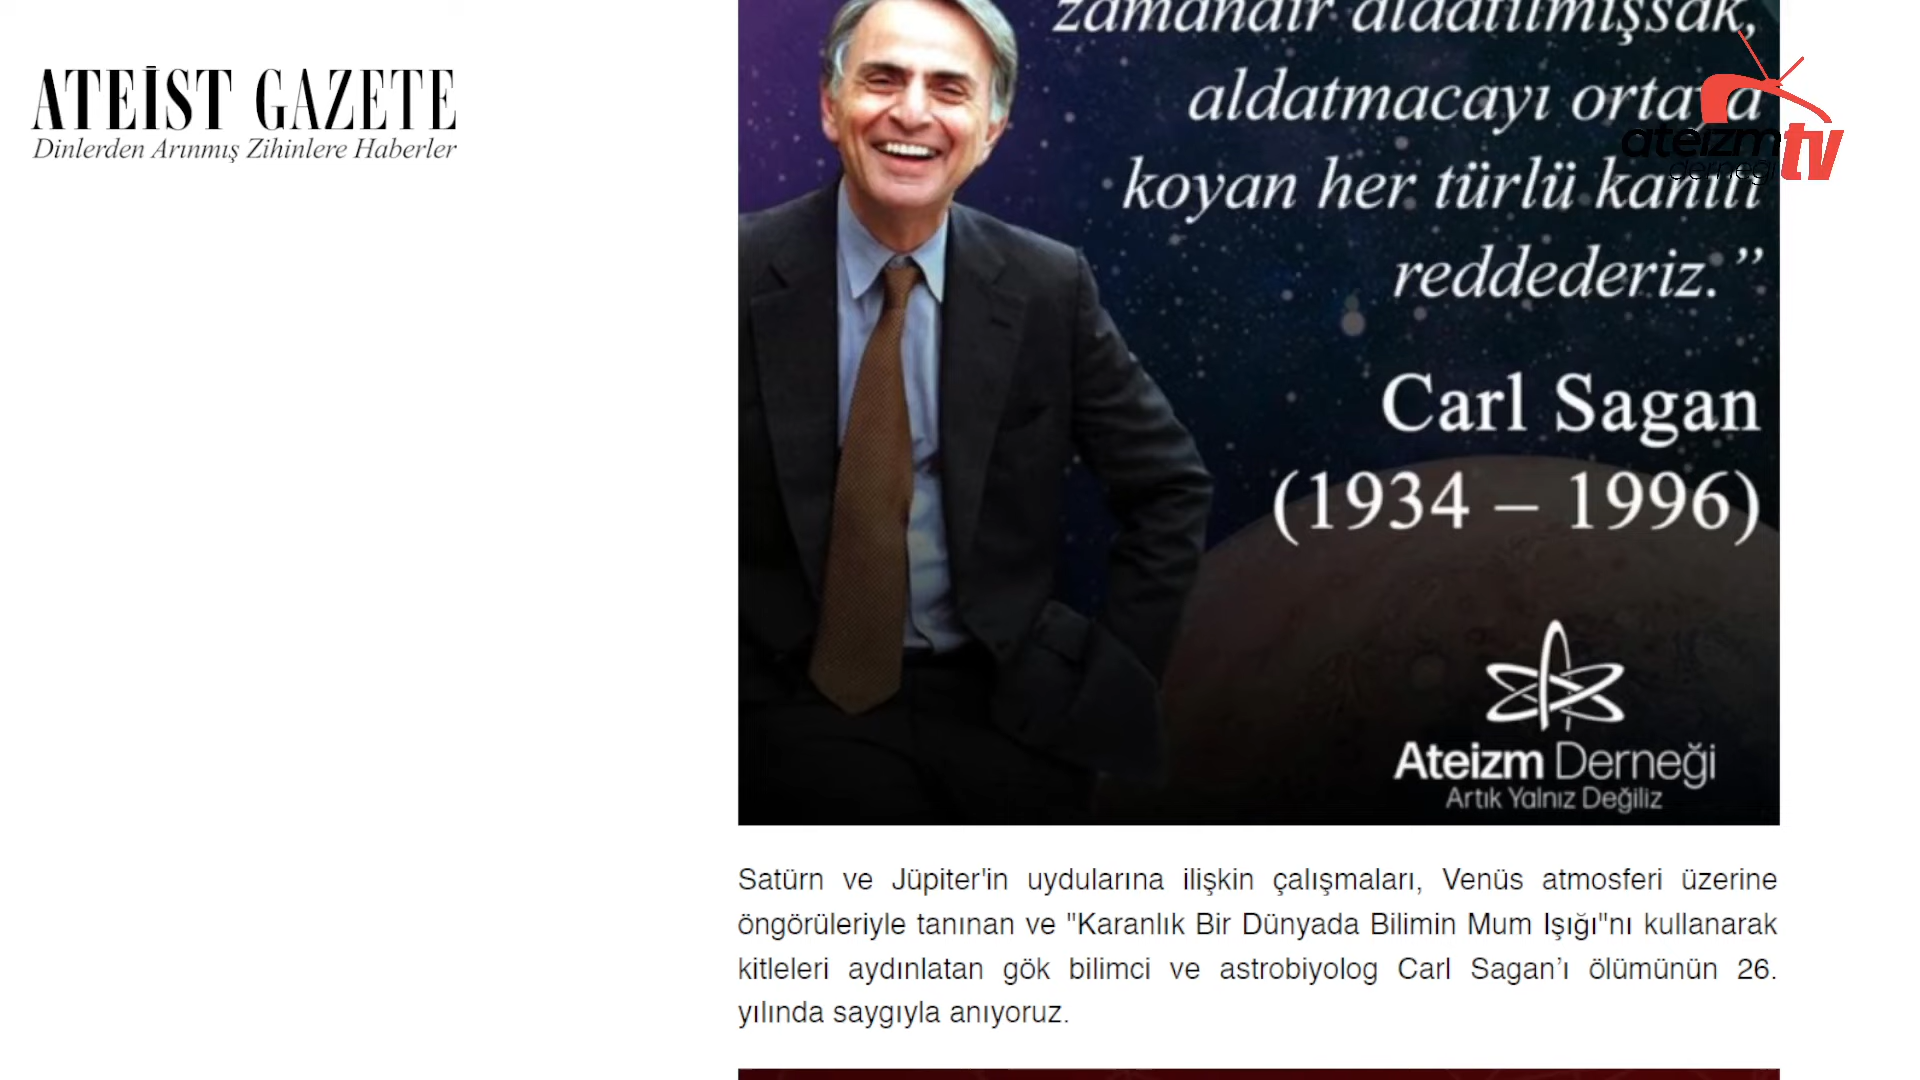 ATEİST GAZETE
Dinlerden Arınmış Zihinlere Haberler
zamandır aldatılmışsak,
aldatmacayı ortaya
koyan her türlü kanıtı
reddederiz.”
Carl Sagan
(1934 – 1996)
ateizm tv
derneği
Ateizm Derneği
Artık Yalnız Değiliz
Satürn ve Jüpiter'in uydularına ilişkin çalışmaları, Venüs atmosferi üzerine
öngörüleriyle tanınan ve "Karanlık Bir Dünyada Bilimin Mum Işığı"nı kullanarak
kitleleri aydınlatan gök bilimci ve astrobiyolog Carl Sagan’ı ölümünün 26.
yılında saygıyla anıyoruz.